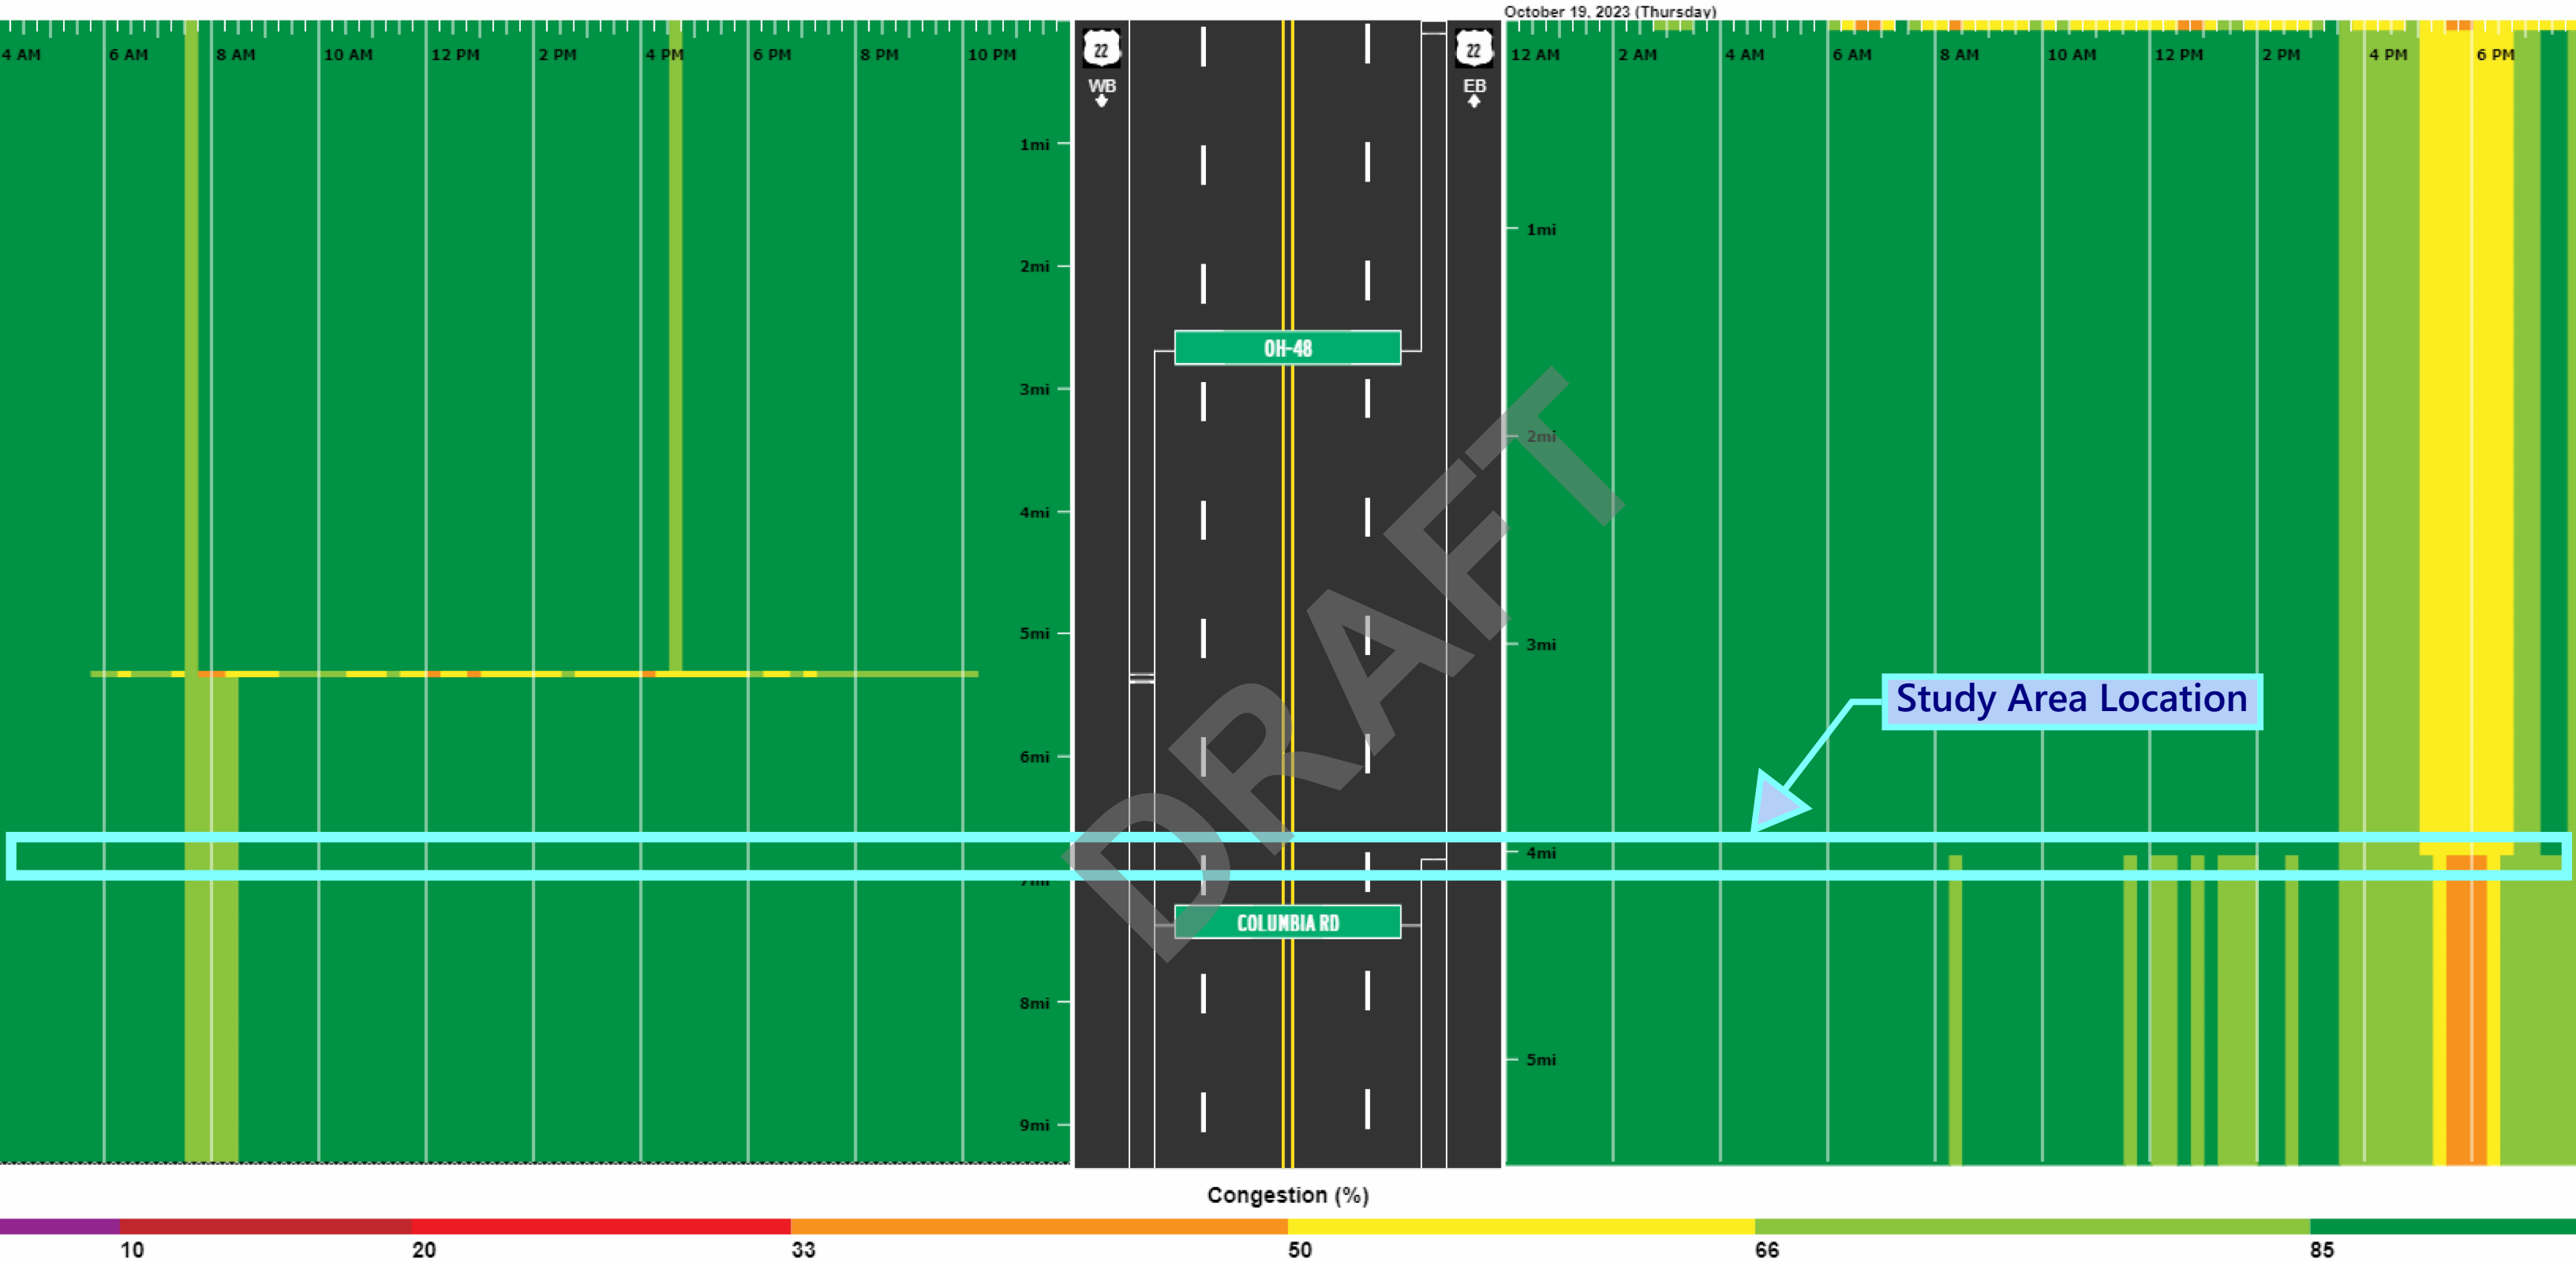 October 19, 2023 (Thursday)
4 AM 6 AM 8 AM 10 AM 12 PM 2 PM 4 PM 6 PM 8 PM 10 PM
22 22
WB EB
12 AM 2 AM 4 AM 6 AM 8 AM 10 AM 12 PM 2 PM 4 PM 6 PM
1mi
2mi
3mi
4mi
5mi
6mi
7mi
8mi
9mi
OH-48
COLUMBIA RD
DRAFT
1mi
2mi
3mi
4mi
5mi
Study Area Location
Congestion (%)
10 20 33 50 66 85